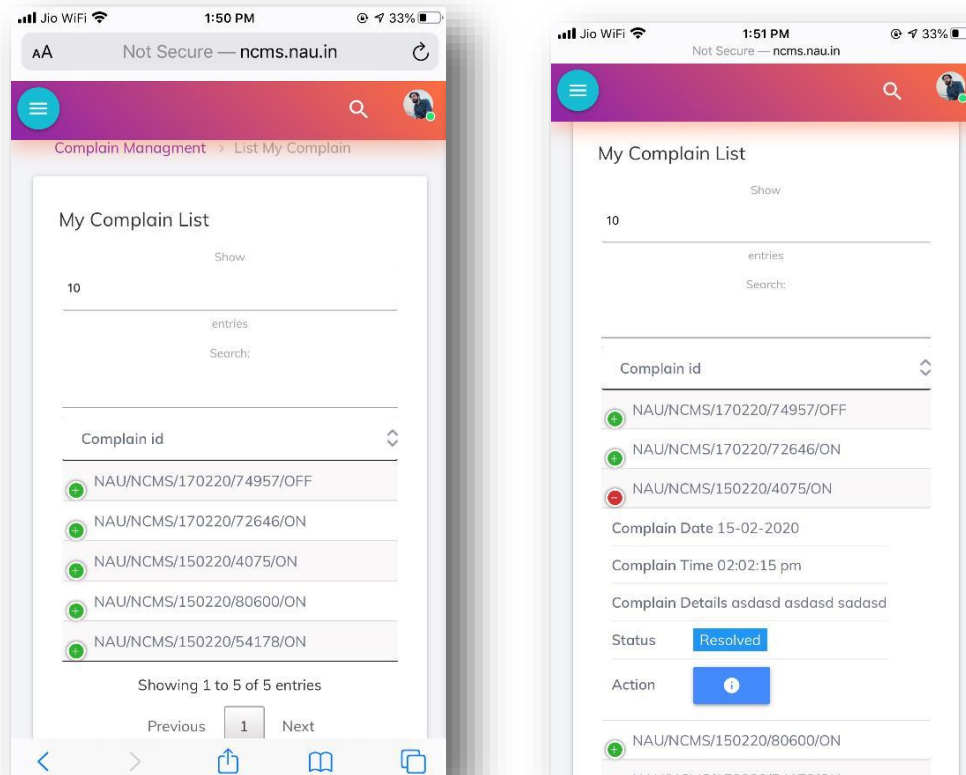 Jio WiFi 1:50 PM 33%
AA Not Secure — ncms.nau.in
Complain Managment > List My Complain
My Complain List
Show
10
entries
Search:
Complain id
NAU/NCMS/170220/74957/OFF
NAU/NCMS/170220/72646/ON
NAU/NCMS/150220/4075/ON
NAU/NCMS/150220/80600/ON
NAU/NCMS/150220/54178/ON
Showing 1 to 5 of 5 entries
Previous 1 Next
Jio WiFi 1:51 PM 33%
Not Secure — ncms.nau.in
My Complain List
Show
10
entries
Search:
Complain id
NAU/NCMS/170220/74957/OFF
NAU/NCMS/170220/72646/ON
NAU/NCMS/150220/4075/ON
Complain Date 15-02-2020
Complain Time 02:02:15 pm
Complain Details asdasd asdasd sadasd
Status Resolved
Action
NAU/NCMS/150220/80600/ON